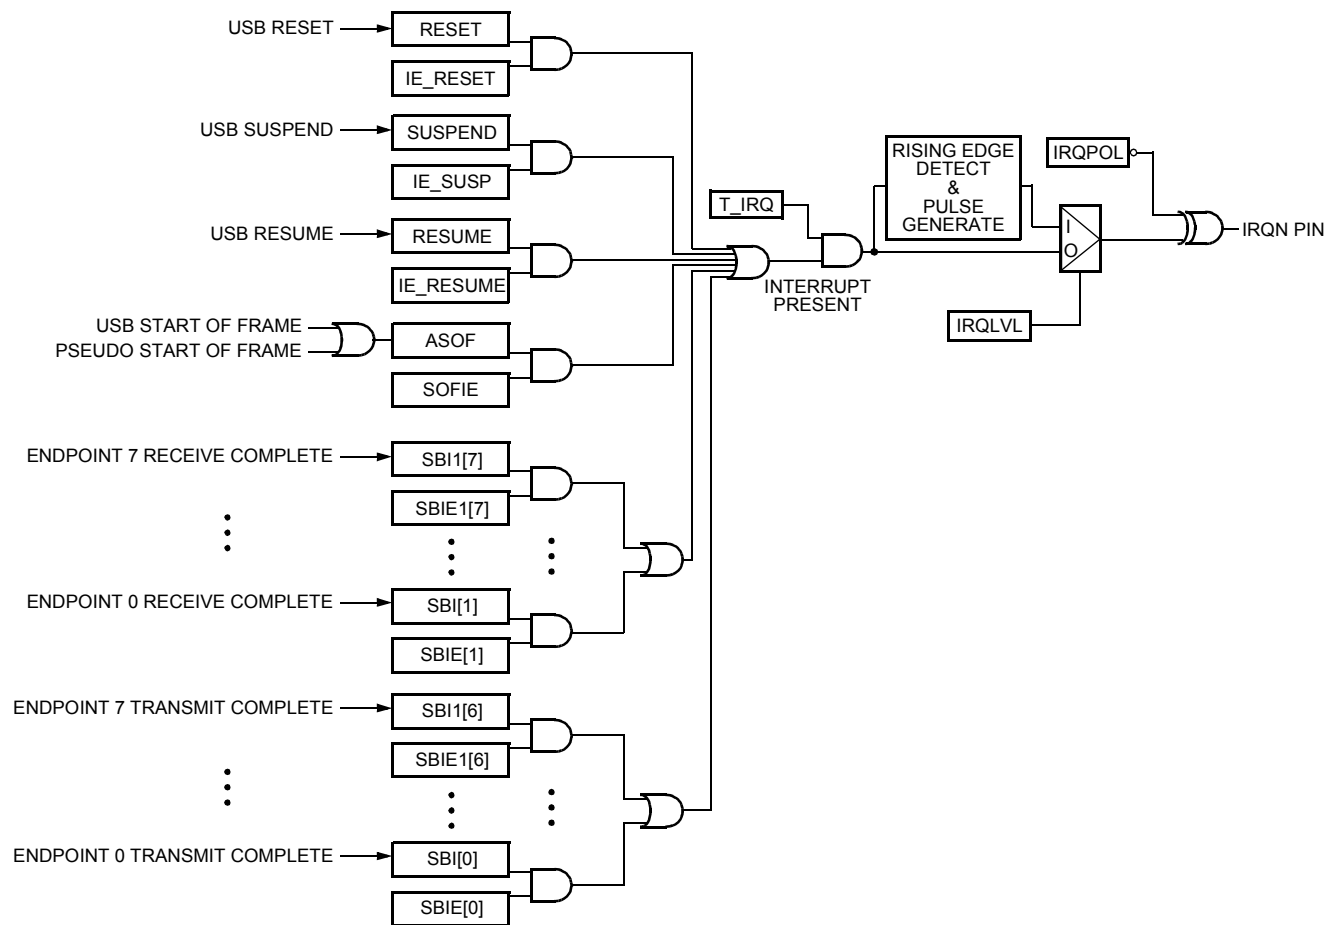 USB RESET
RESET
IE_RESET
USB SUSPEND
SUSPEND
IE_SUSP
USB RESUME
RESUME
IE_RESUME
USB START OF FRAME
PSEUDO START OF FRAME
ASOF
SOFIE
ENDPOINT 7 RECEIVE COMPLETE
SBI1[7]
SBIE1[7]
ENDPOINT 0 RECEIVE COMPLETE
SBI[1]
SBIE[1]
ENDPOINT 7 TRANSMIT COMPLETE
SBI1[6]
SBIE1[6]
ENDPOINT 0 TRANSMIT COMPLETE
SBI[0]
SBIE[0]
T_IRQ
INTERRUPT
PRESENT
RISING EDGE
DETECT
&
PULSE
GENERATE
IRQPOL
I
O
IRQLVL
IRQN PIN